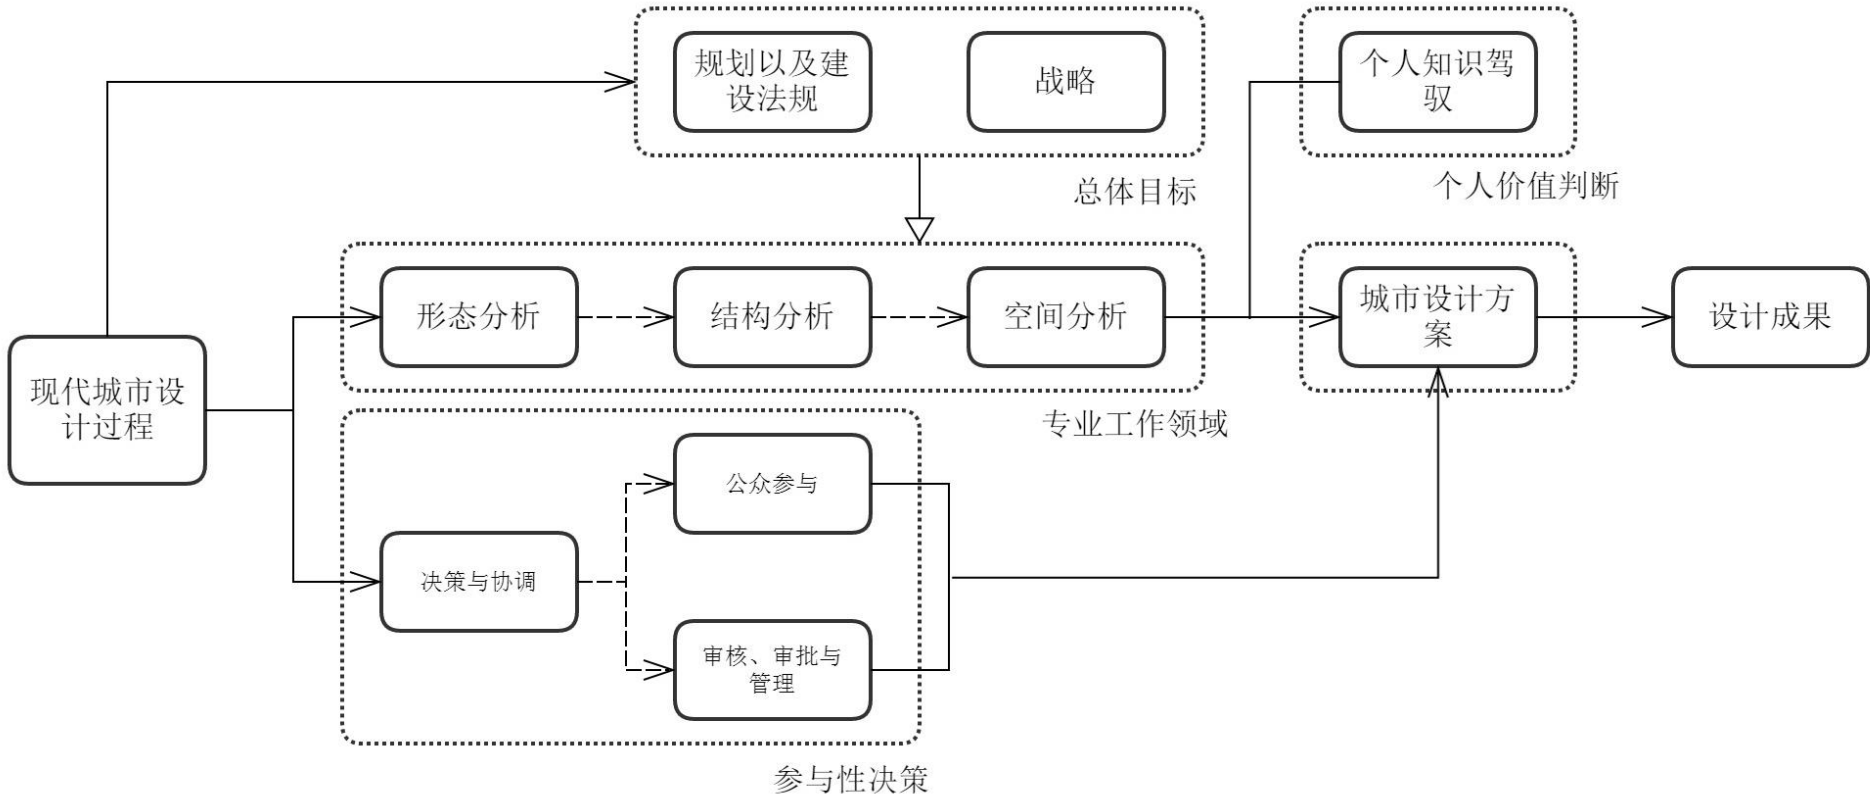 规划以及建
设法规
战略
个人知识驾
驭
总体目标
个人价值判断
形态分析
结构分析
空间分析
城市设计方
案
设计成果
现代城市设
计过程
专业工作领域
公众参与
决策与协调
审核、审批与
管理
参与性决策